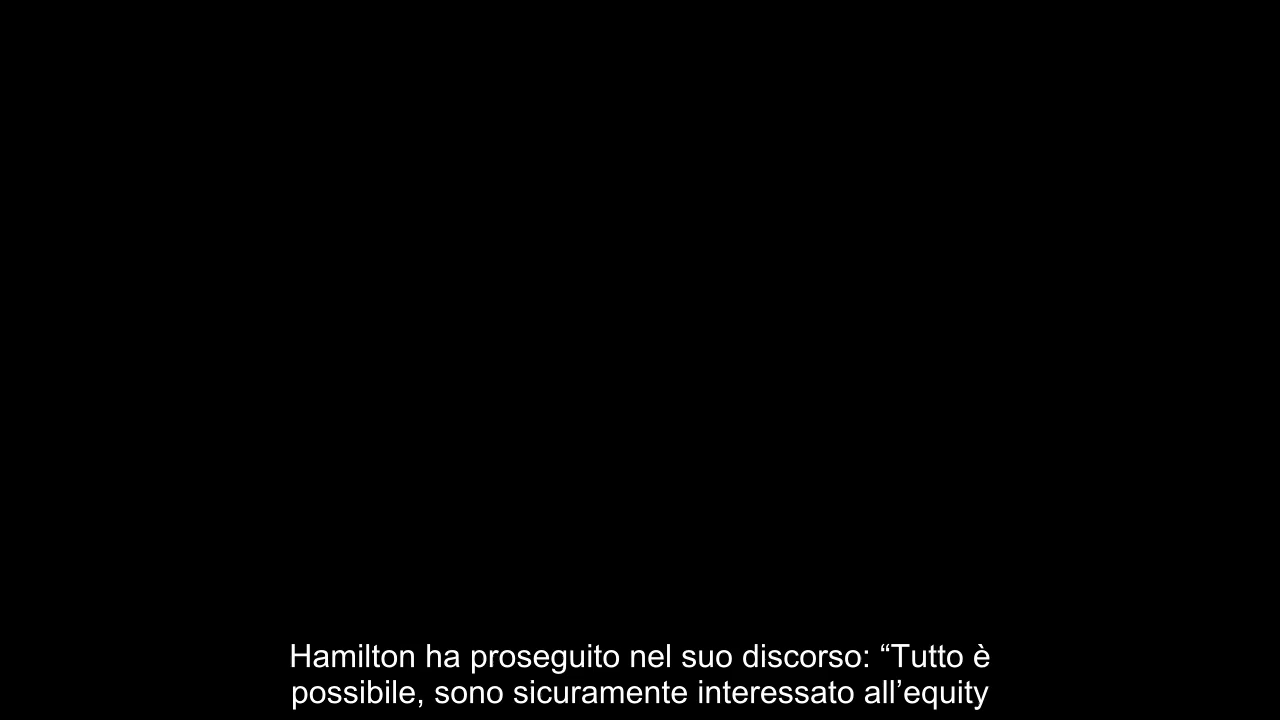 Hamilton ha proseguito nel suo discorso: “Tutto è
possibile, sono sicuramente interessato all’equity